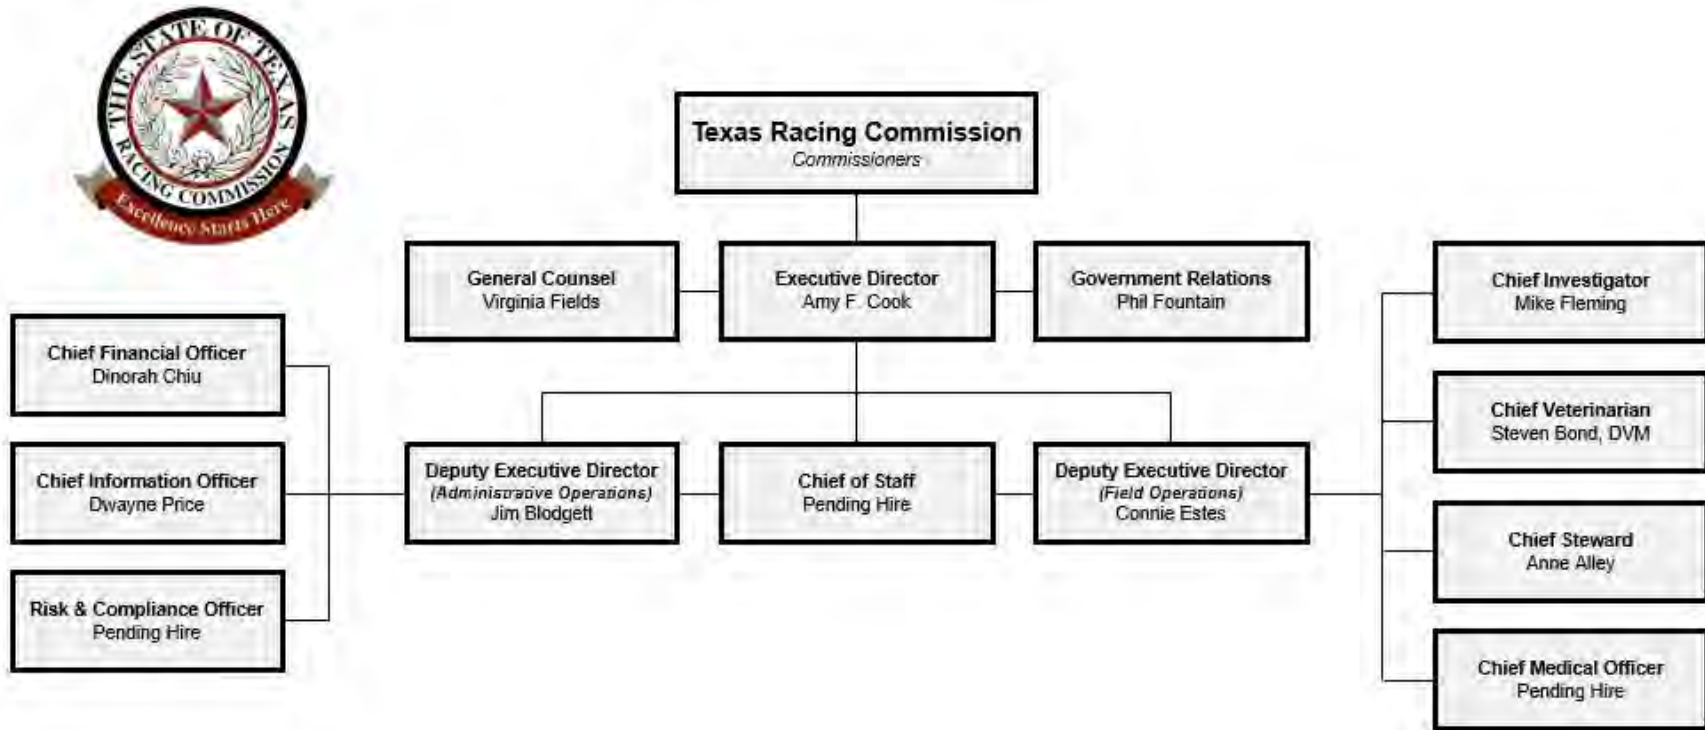 THE STATE OF TEXAS
RACING COMMISSION
Excellence Starts Here
Texas Racing Commission
Commissioners
General Counsel
Virginia Fields
Executive Director
Amy F. Cook
Government Relations
Phil Fountain
Chief Financial Officer
Dinorah Chiu
Chief Information Officer
Dwayne Price
Risk & Compliance Officer
Pending Hire
Deputy Executive Director
(Administrative Operations)
Jim Blodgett
Chief of Staff
Pending Hire
Deputy Executive Director
(Field Operations)
Connie Estes
Chief Investigator
Mike Fleming
Chief Veterinarian
Steven Bond, DVM
Chief Steward
Anne Alley
Chief Medical Officer
Pending Hire